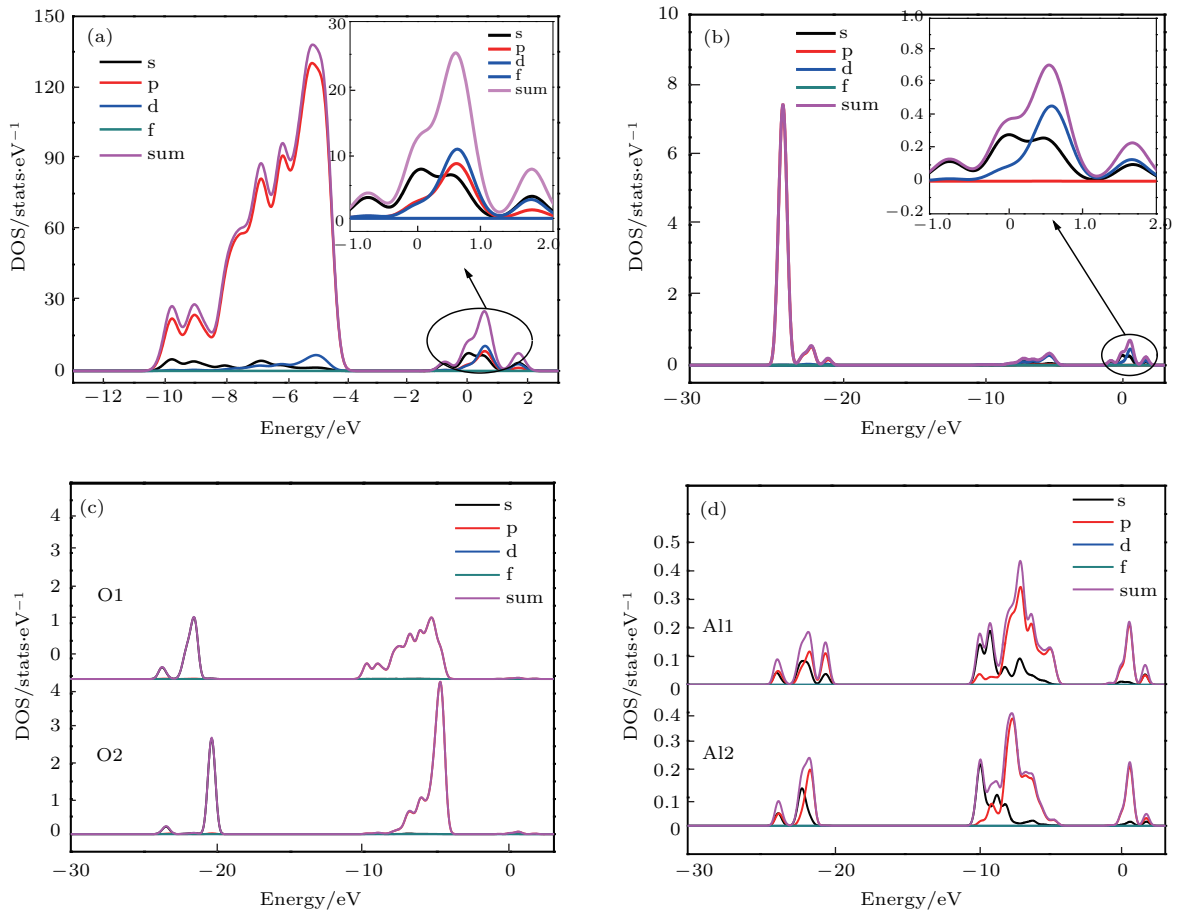 (a)
s
p
d
f
sum
DOS/stats·eV⁻¹
150
120
90
60
30
0
−12
−10
−8
−6
−4
−2
0
2
Energy/eV
30
20
10
0
−1.0
0
1.0
2.0
s
p
d
f
sum
(b)
s
p
d
f
sum
DOS/stats·eV⁻¹
10
8
6
4
2
0
−30
−20
−10
0
Energy/eV
1.0
0.8
0.6
0.4
0.2
0
−0.2
−1.0
0
1.0
2.0
(c)
s
p
d
f
sum
O1
O2
DOS/stats·eV⁻¹
4
3
2
1
0
4
3
2
1
0
−30
−20
−10
0
Energy/eV
(d)
s
p
d
f
sum
Al1
Al2
DOS/stats·eV⁻¹
0.5
0.4
0.3
0.2
0.1
0
0.4
0.3
0.2
0.1
0
−30
−20
−10
0
Energy/eV